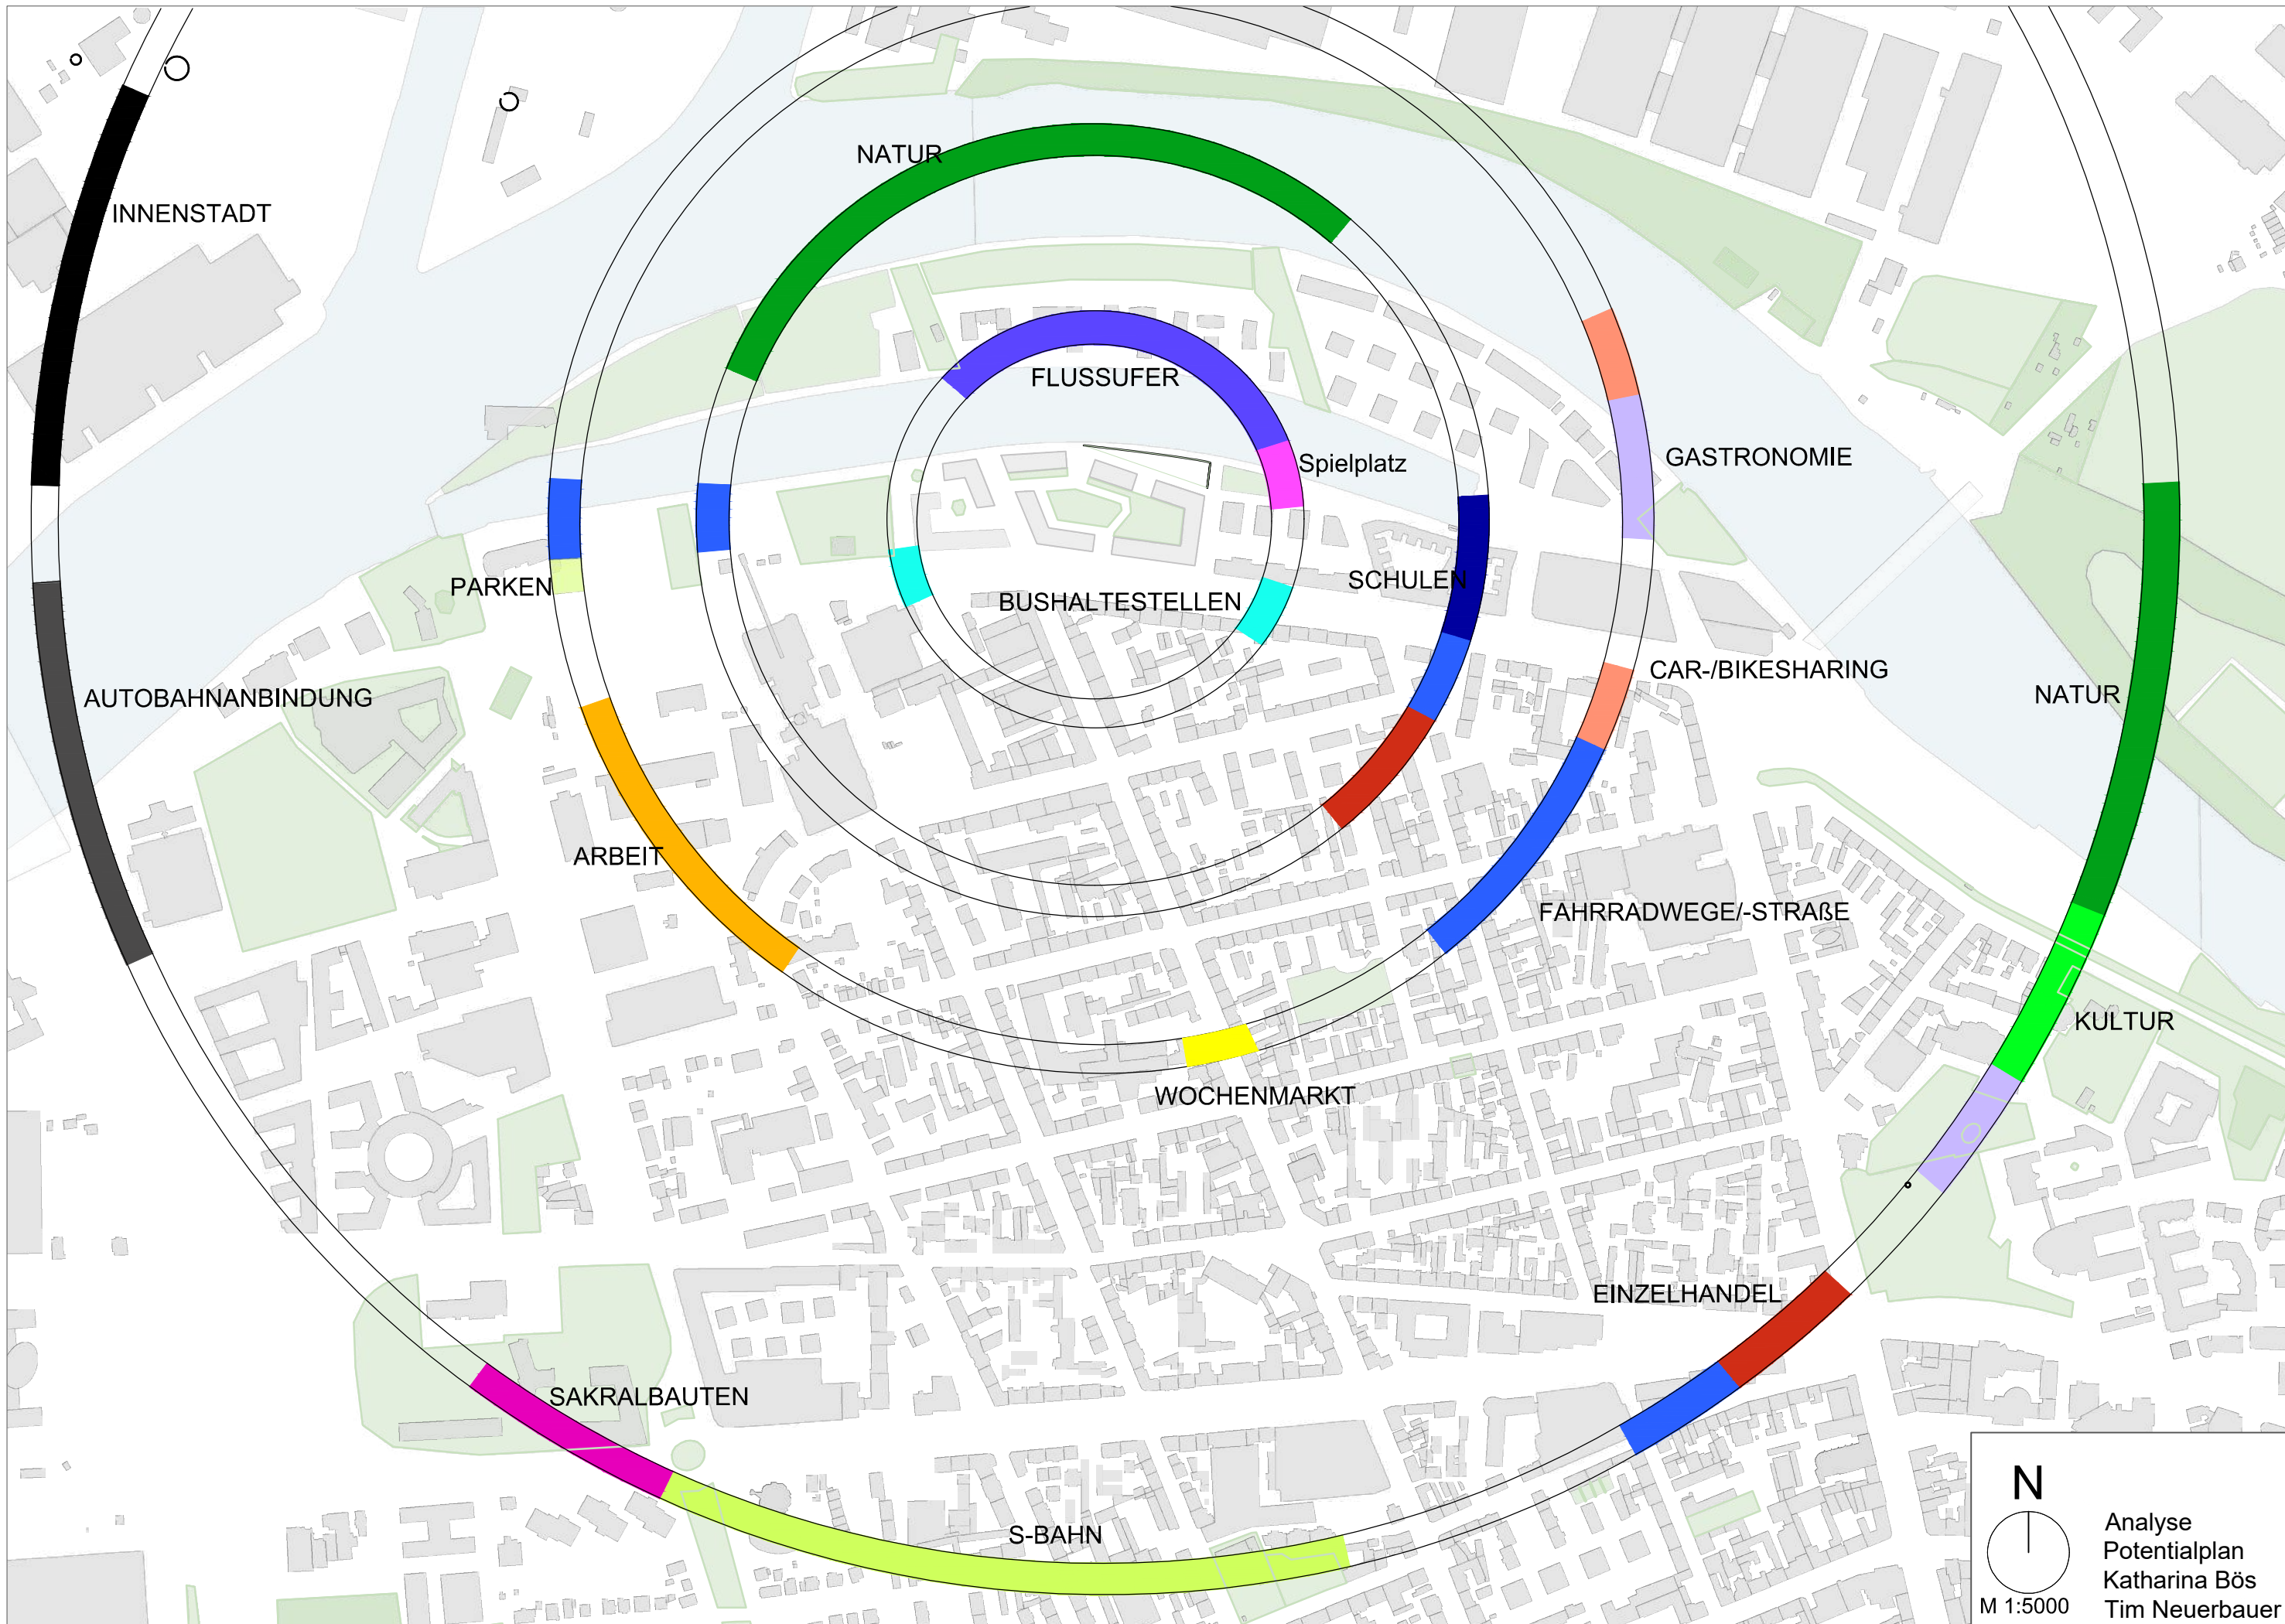 NATUR
INNENSTADT
FLUSSUFER
GASTRONOMIE
Spielplatz
SCHULEN
PARKEN
BUSHALTESTELLEN
CAR-/BIKESHARING
AUTOBAHNANBINDUNG
NATUR
ARBEIT
FAHRRADWEGE/-STRAßE
KULTUR
WOCHENMARKT
EINZELHANDEL
SAKRALBAUTEN
S-BAHN
N
Analyse
Potentialplan
Katharina Bös
Tim Neuerbauer
M 1:5000